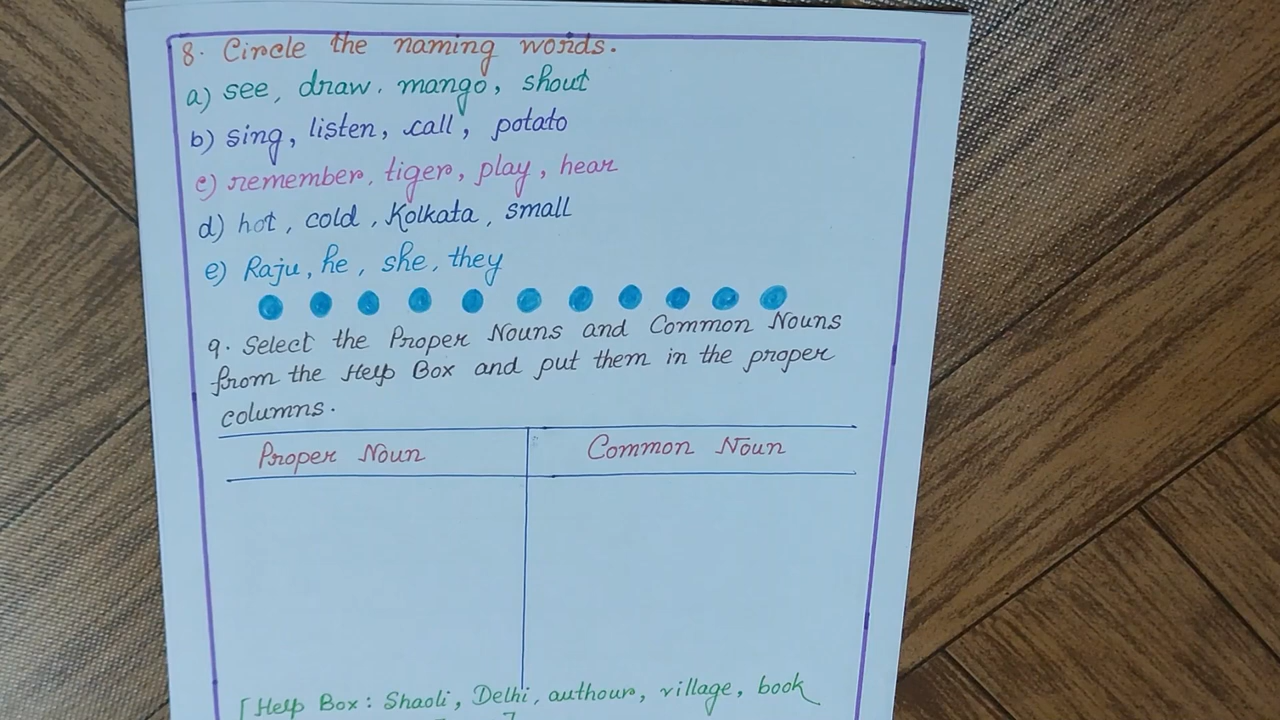 8. Circle the naming words.
a) see, draw, mango, shout
b) sing, listen, call, potato
c) remember, tiger, play, hear
d) hot, cold, Kolkata, small
e) Raju, he, she, they
9. Select the Proper Nouns and Common Nouns
from the Help Box and put them in the proper
columns.
Proper Noun Common Noun
[Help Box: Shaoli, Delhi, authour, village, book